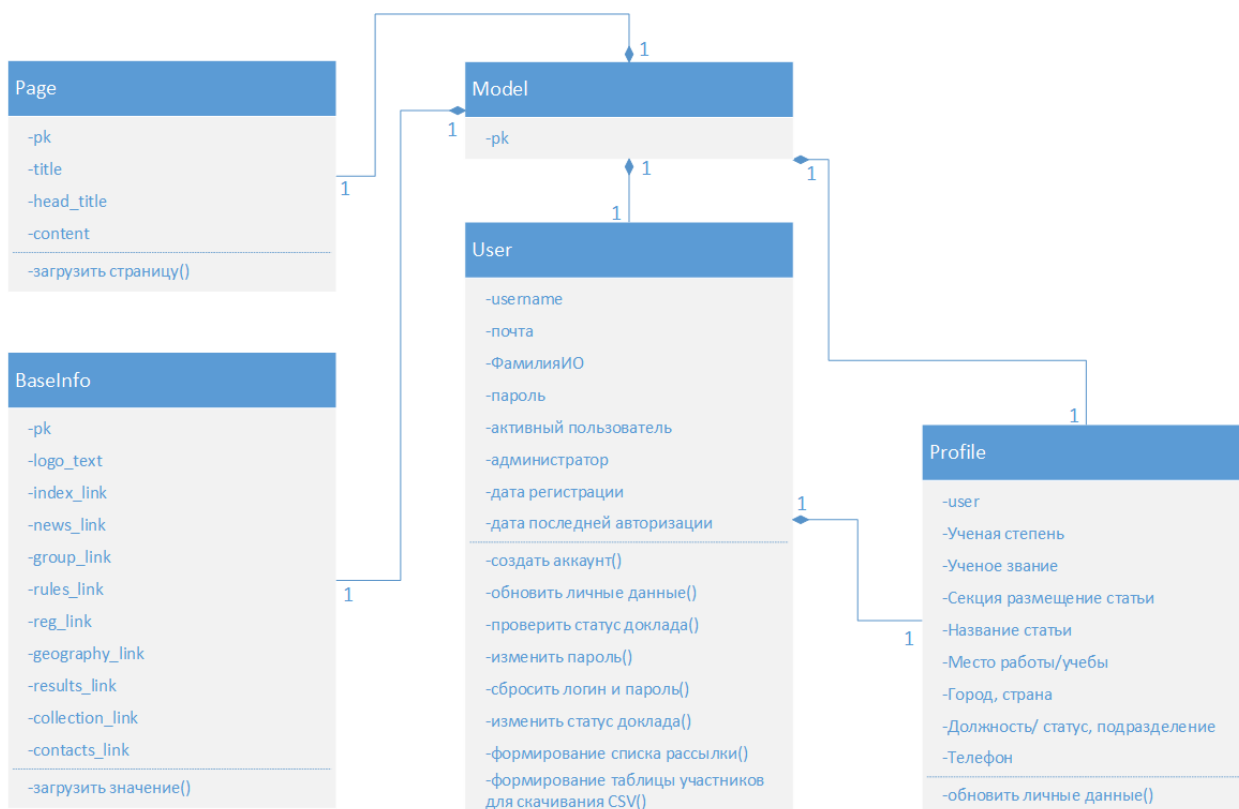 Page
-pk
-title
-head_title
-content
-загрузить страницу()
1
1
Model
-pk
1
1
1
1
BaseInfo
-pk
-logo_text
-index_link
-news_link
-group_link
-rules_link
-reg_link
-geography_link
-results_link
-collection_link
-contacts_link
-загрузить значение()
1
User
-username
-почта
-ФамилияИО
-пароль
-активный пользователь
-администратор
-дата регистрации
-дата последней авторизации
-создать аккаунт()
-обновить личные данные()
-проверить статус доклада()
-изменить пароль()
-сбросить логин и пароль()
-изменить статус доклада()
-формирование списка рассылки()
-формирование таблицы участников
для скачивания CSV()
1
1
1
Profile
-user
-Ученая степень
-Ученое звание
-Секция размещение статьи
-Название статьи
-Место работы/учебы
-Город, страна
-Должность/ статус, подразделение
-Телефон
-обновить личные данные()